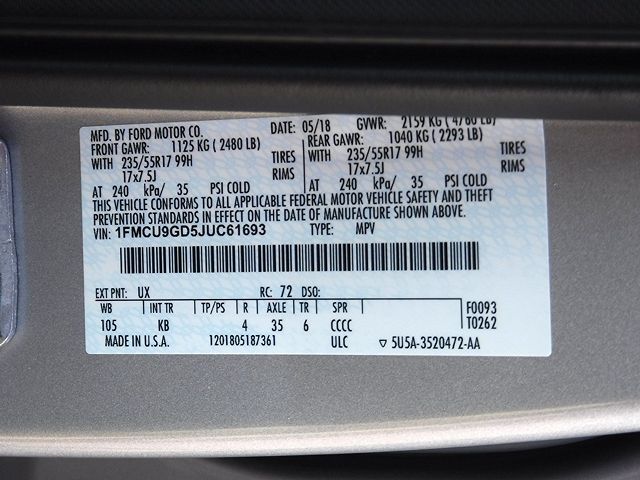 MFD. BY FORD MOTOR CO.
DATE: 05/18 GVWR: 2159 KG ( 4760 LB)
FRONT GAWR: 1125 KG ( 2480 LB) REAR GAWR: 1040 KG ( 2293 LB)
WITH 235/55R17 99H TIRES WITH 235/55R17 99H TIRES
17x7.5J RIMS 17x7.5J RIMS
AT 240 kPa/ 35 PSI COLD AT 240 kPa/ 35 PSI COLD
THIS VEHICLE CONFORMS TO ALL APPLICABLE FEDERAL MOTOR VEHICLE SAFETY AND THEFT
PREVENTION STANDARDS IN EFFECT ON THE DATE OF MANUFACTURE SHOWN ABOVE.
VIN: 1FMCU9GD5JUC61693 TYPE: MPV
EXT PNT: UX RC: 72 DSO:
WB INT TR TP/PS R AXLE TR SPR F0093
105 KB 4 35 6 CCCC T0262
MADE IN U.S.A. 1201805187361 ULC ▽ 5U5A-3520472-AA